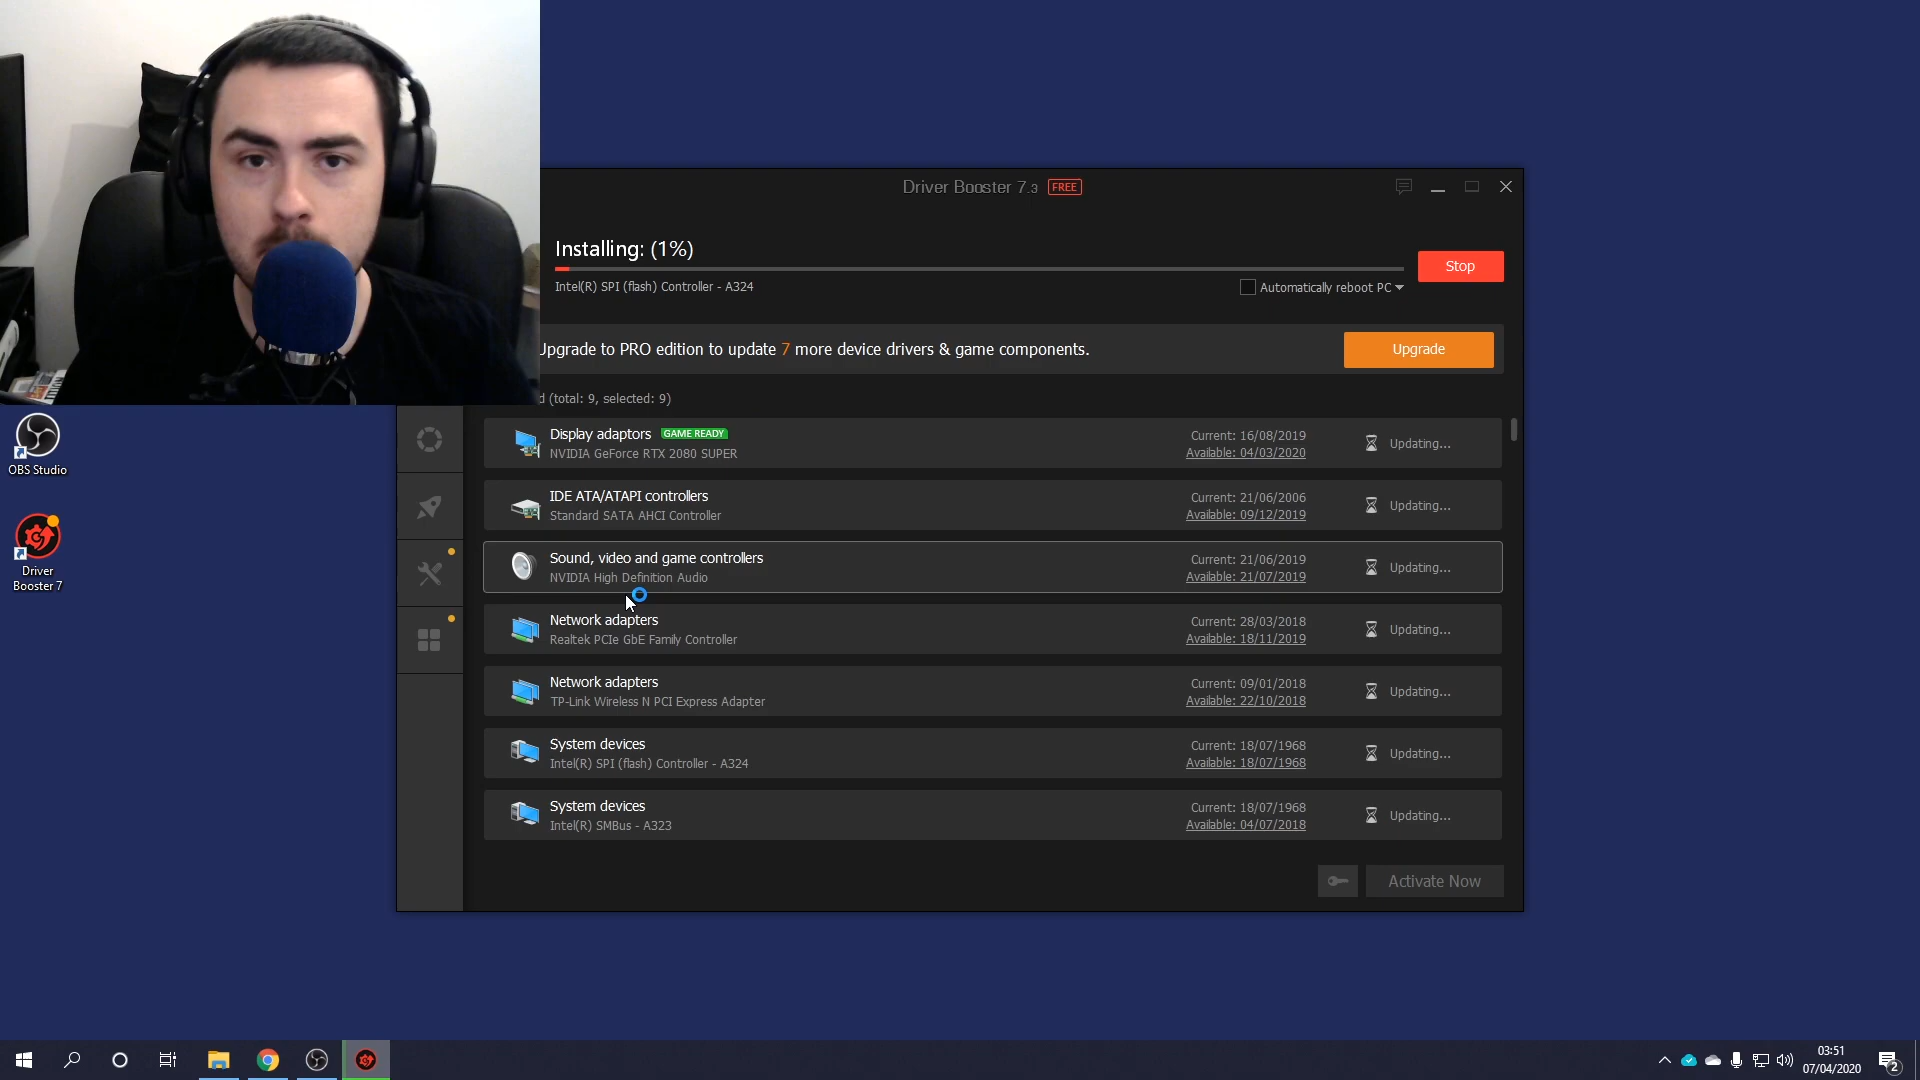 Driver Booster 7.3 FREE
Installing: (1%)
Stop
Intel(R) SPI (flash) Controller - A324
Automatically reboot PC
Upgrade to PRO edition to update 7 more device drivers & game components.
Upgrade
d (total: 9, selected: 9)
Display adaptors GAME READY
NVIDIA GeForce RTX 2080 SUPER
Current: 16/08/2019
Available: 04/03/2020
Updating...
IDE ATA/ATAPI controllers
Standard SATA AHCI Controller
Current: 21/06/2006
Available: 09/12/2019
Updating...
Sound, video and game controllers
NVIDIA High Definition Audio
Current: 21/06/2019
Available: 21/07/2019
Updating...
Network adapters
Realtek PCIe GbE Family Controller
Current: 28/03/2018
Available: 18/11/2019
Updating...
Network adapters
TP-Link Wireless N PCI Express Adapter
Current: 09/01/2018
Available: 22/10/2018
Updating...
System devices
Intel(R) SPI (flash) Controller - A324
Current: 18/07/1968
Available: 18/07/1968
Updating...
System devices
Intel(R) SMBus - A323
Current: 18/07/1968
Available: 04/07/2018
Updating...
Activate Now
OBS Studio
Driver
Booster 7
03:51
07/04/2020
2